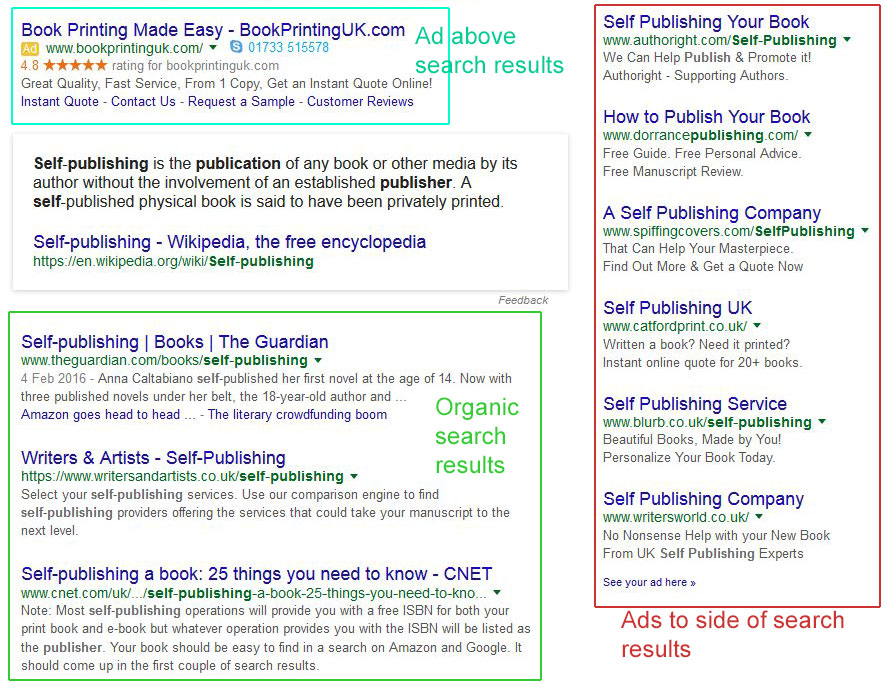 Book Printing Made Easy - BookPrintingUK.com
Ad www.bookprintinguk.com/ 01733 515578
4.8 ★★★★★ rating for bookprintinguk.com
Great Quality, Fast Service, From 1 Copy, Get an Instant Quote Online!
Instant Quote - Contact Us - Request a Sample - Customer Reviews
Ad above
search results
Self-publishing is the publication of any book or other media by its
author without the involvement of an established publisher. A
self-published physical book is said to have been privately printed.
Self-publishing - Wikipedia, the free encyclopedia
https://en.wikipedia.org/wiki/Self-publishing
Feedback
Self-publishing | Books | The Guardian
www.theguardian.com/books/self-publishing
4 Feb 2016 - Anna Caltabiano self-published her first novel at the age of 14. Now with
three published novels under her belt, the 18-year-old author and ...
Amazon goes head to head ... - The literary crowdfunding boom
Writers & Artists - Self-Publishing
https://www.writersandartists.co.uk/self-publishing
Select your self-publishing services. Use our comparison engine to find
self-publishing providers offering the services that could take your manuscript to the
next level.
Self-publishing a book: 25 things you need to know - CNET
www.cnet.com/uk/.../self-publishing-a-book-25-things-you-need-to-kno...
Note: Most self-publishing operations will provide you with a free ISBN for both your
print book and e-book but whatever operation provides you with the ISBN will be listed as
the publisher. Your book should be easy to find in a search on Amazon and Google. It
should come up in the first couple of search results.
Organic
search
results
Self Publishing Your Book
www.authoright.com/Self-Publishing
We Can Help Publish & Promote it!
Authoright - Supporting Authors.
How to Publish Your Book
www.dorrancepublishing.com/
Free Guide. Free Personal Advice.
Free Manuscript Review.
A Self Publishing Company
www.spiffingcovers.com/SelfPublishing
That Can Help Your Masterpiece.
Find Out More & Get a Quote Now
Self Publishing UK
www.catfordprint.co.uk/
Written a book? Need it printed?
Instant online quote for 20+ books.
Self Publishing Service
www.blurb.co.uk/self-publishing
Beautiful Books, Made by You!
Personalize Your Book Today.
Self Publishing Company
www.writersworld.co.uk/
No Nonsense Help with your New Book
From UK Self Publishing Experts
See your ad here »
Ads to side of search
results